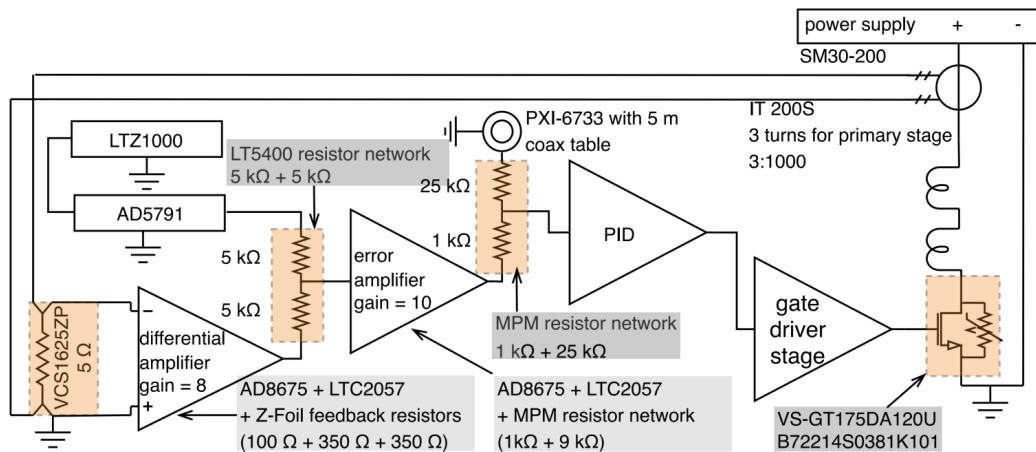 power supply + -
SM30-200
IT 200S
3 turns for primary stage
3:1000
PXI-6733 with 5 m
coax table
LTZ1000
AD5791
LT5400 resistor network
5 kΩ + 5 kΩ
25 kΩ
1 kΩ
5 kΩ
5 kΩ
error
amplifier
gain = 10
PID
MPM resistor network
1 kΩ + 25 kΩ
gate
driver
stage
VCS1625ZP
5 Ω
−
differential
amplifier
gain = 8
+
AD8675 + LTC2057
+ Z-Foil feedback resistors
(100 Ω + 350 Ω + 350 Ω)
AD8675 + LTC2057
+ MPM resistor network
(1kΩ + 9 kΩ)
VS-GT175DA120U
B72214S0381K101